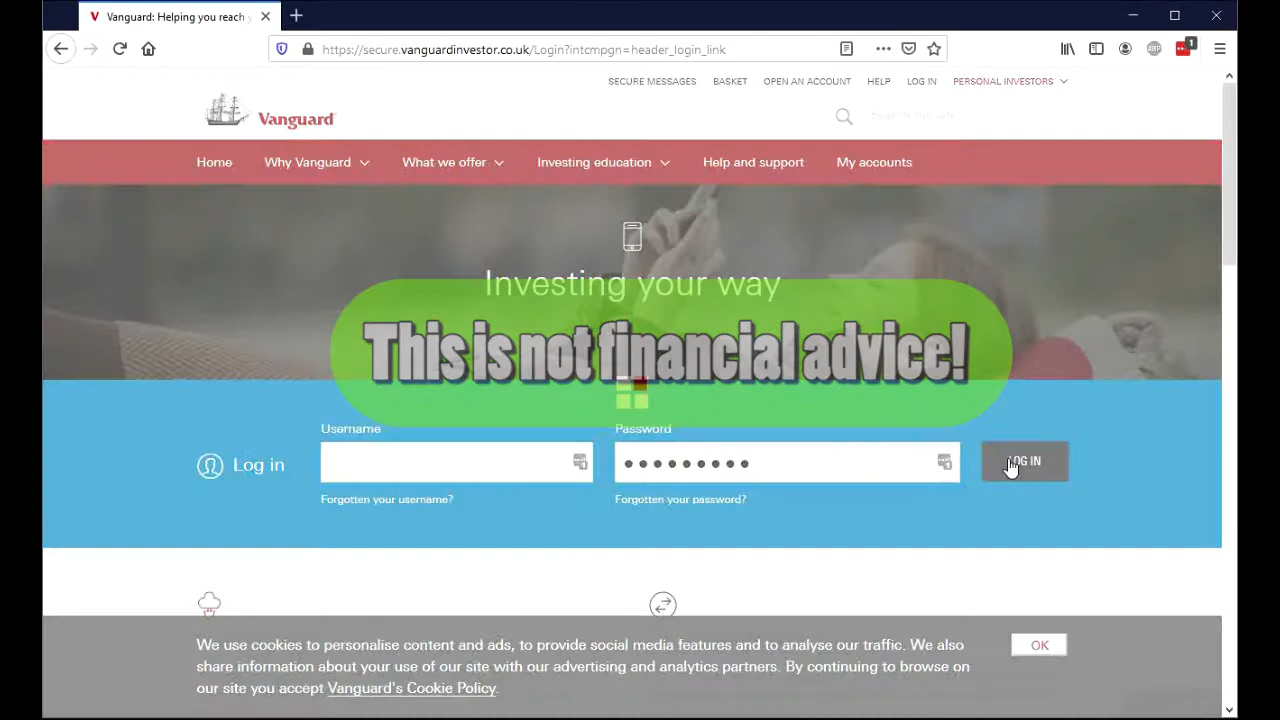 Vanguard: Helping you reach
https://secure.vanguardinvestor.co.uk/Login?intcmpgn=header_login_link
ABP
1
SECURE MESSAGES BASKET OPEN AN ACCOUNT HELP LOG IN PERSONAL INVESTORS
Vanguard
Home Why Vanguard What we offer Investing education Help and support My accounts
Investing your way
This is not financial advice!
Username Password
Log in
LOG IN
Forgotten your username? Forgotten your password?
We use cookies to personalise content and ads, to provide social media features and to analyse our traffic. We also
share information about your use of our site with our advertising and analytics partners. By continuing to browse on
our site you accept Vanguard's Cookie Policy.
OK